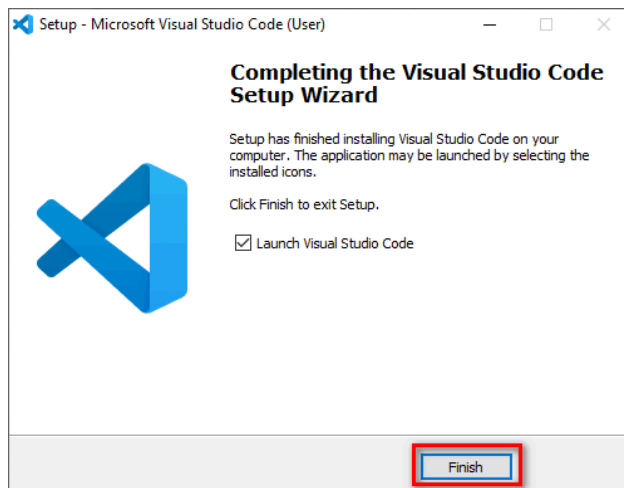 Setup - Microsoft Visual Studio Code (User)
Completing the Visual Studio Code
Setup Wizard
Setup has finished installing Visual Studio Code on your
computer. The application may be launched by selecting the
installed icons.
Click Finish to exit Setup.
Launch Visual Studio Code
Finish